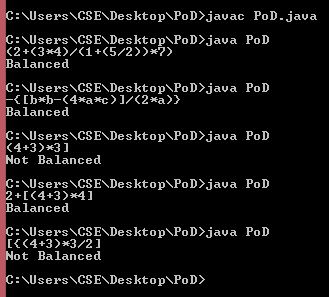 C:\Users\CSE\Desktop\PoD>javac PoD.java
C:\Users\CSE\Desktop\PoD>java PoD
(2+(3*4)/(1+(5/2))*7)
Balanced
C:\Users\CSE\Desktop\PoD>java PoD
-{[b*b-(4*a*c)]/(2*a)}
Balanced
C:\Users\CSE\Desktop\PoD>java PoD
(4+3)*3]
Not Balanced
C:\Users\CSE\Desktop\PoD>java PoD
2+[(4+3)*4]
Balanced
C:\Users\CSE\Desktop\PoD>java PoD
[{(4+3)*3/2]
Not Balanced
C:\Users\CSE\Desktop\PoD>